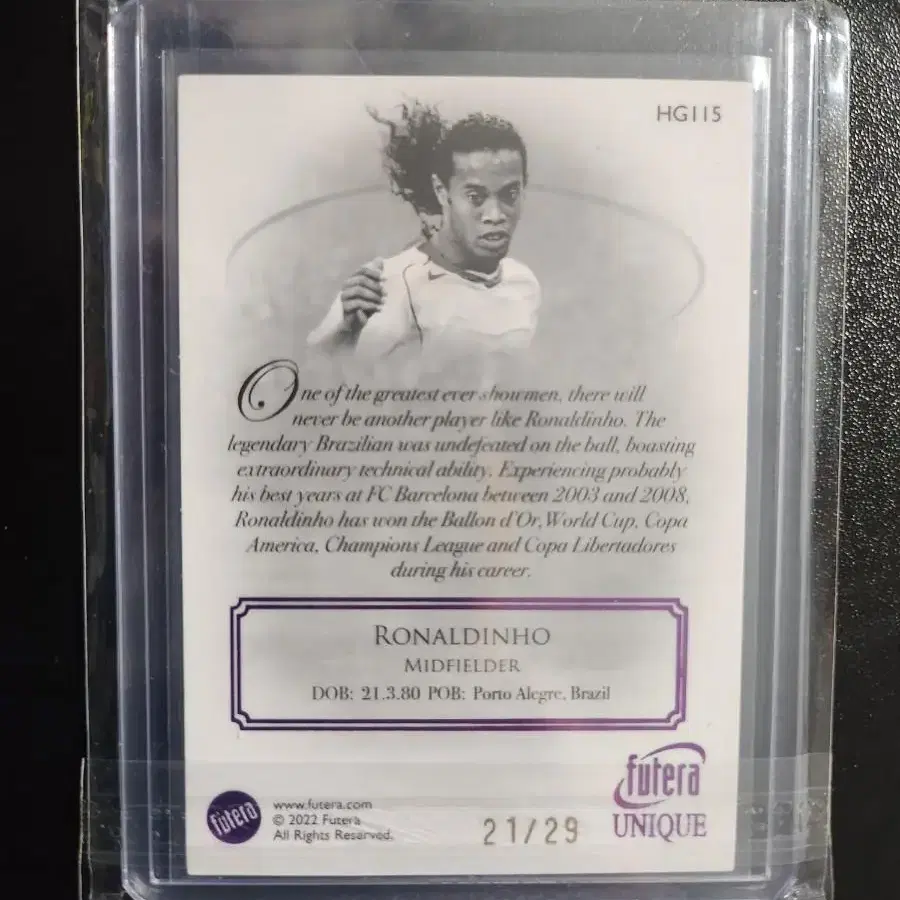 HG115
One of the greatest ever showmen, there will
never be another player like Ronaldinho. The
legendary Brazilian was undefeated on the ball, boasting
extraordinary technical ability. Experiencing probably
his best years at FC Barcelona between 2003 and 2008,
Ronaldinho has won the Ballon d'Or, World Cup, Copa
America, Champions League and Copa Libertadores
during his career.
RONALDINHO
MIDFIELDER
DOB: 21.3.80 POB: Porto Alegre, Brazil
futera
www.futera.com
© 2022 Futera
All Rights Reserved.
21/29
futera
UNIQUE